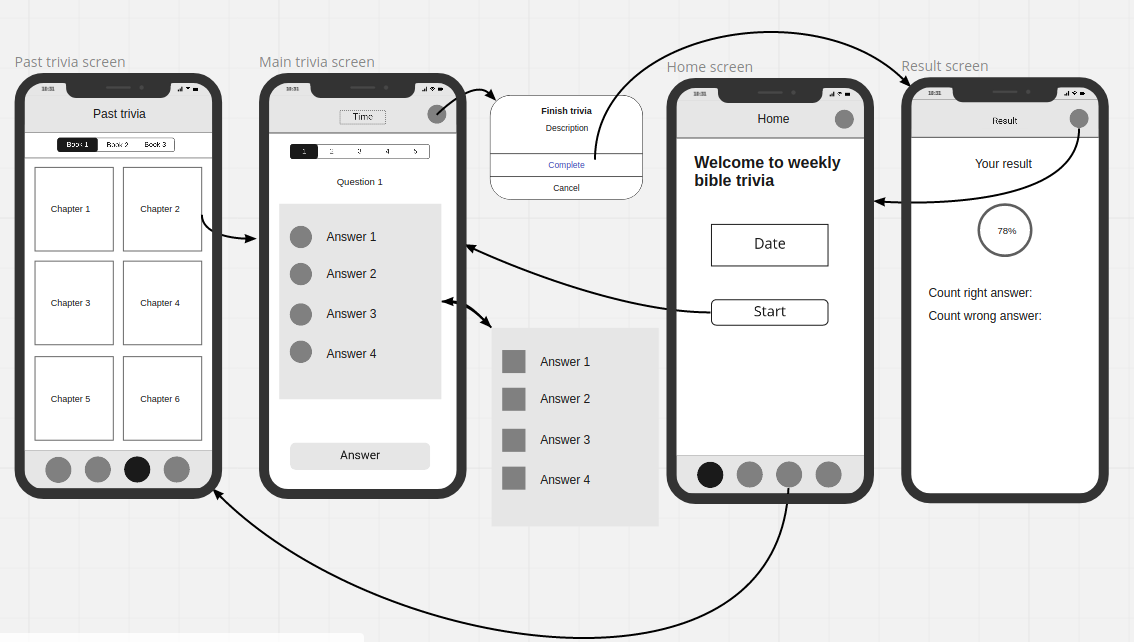 Past trivia screen
10:31
Past trivia
Book 1 Book 2 Book 3
Chapter 1 Chapter 2
Chapter 3 Chapter 4
Chapter 5 Chapter 6
Main trivia screen
10:31
Time
1 2 3 4 5
Question 1
Answer 1
Answer 2
Answer 3
Answer 4
Answer
Finish trivia
Description
Complete
Cancel
Answer 1
Answer 2
Answer 3
Answer 4
Home screen
10:31
Home
Welcome to weekly
bible trivia
Date
Start
Result screen
10:31
Result
Your result
78%
Count right answer:
Count wrong answer: